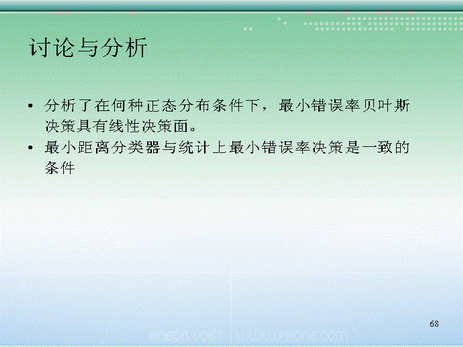 讨论与分析
• 分析了在何种正态分布条件下，最小错误率贝叶斯
决策具有线性决策面。
• 最小距离分类器与统计上最小错误率决策是一致的
条件
68